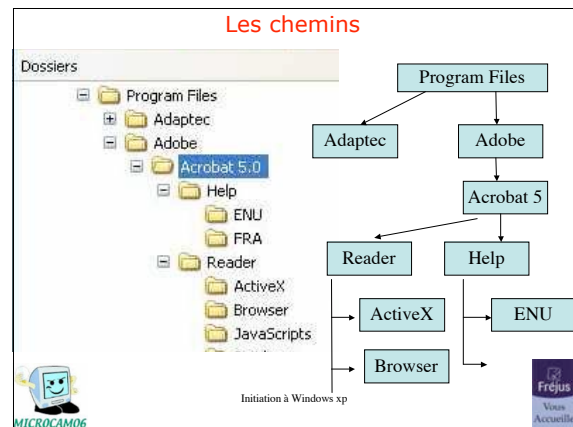 Les chemins
Dossiers
Program Files
Adaptec
Adobe
Acrobat 5.0
Help
ENU
FRA
Reader
ActiveX
Browser
JavaScripts
Program Files
Adaptec
Adobe
Acrobat 5
Reader
Help
ActiveX
ENU
Browser
Initiation à Windows xp
MICROCAM06
Fréjus
Vous
Accueille